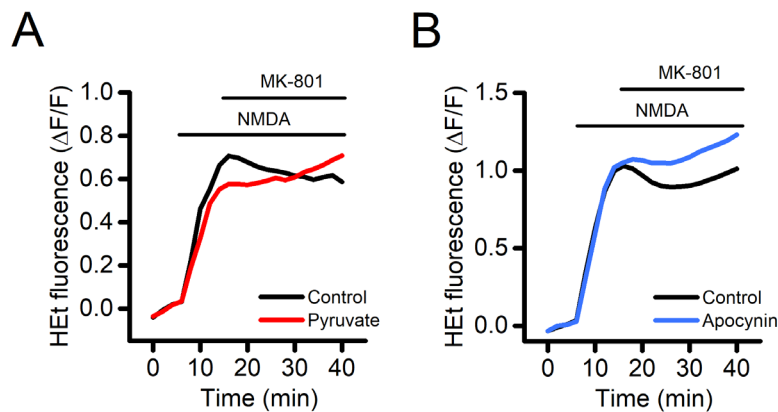 A
MK-801
NMDA
HEt fluorescence (ΔF/F)
1.0
0.8
0.6
0.4
0.2
0.0
Control
Pyruvate
0 10 20 30 40
Time (min)
B
MK-801
NMDA
HEt fluorescence (ΔF/F)
1.5
1.0
0.5
0.0
Control
Apocynin
0 10 20 30 40
Time (min)